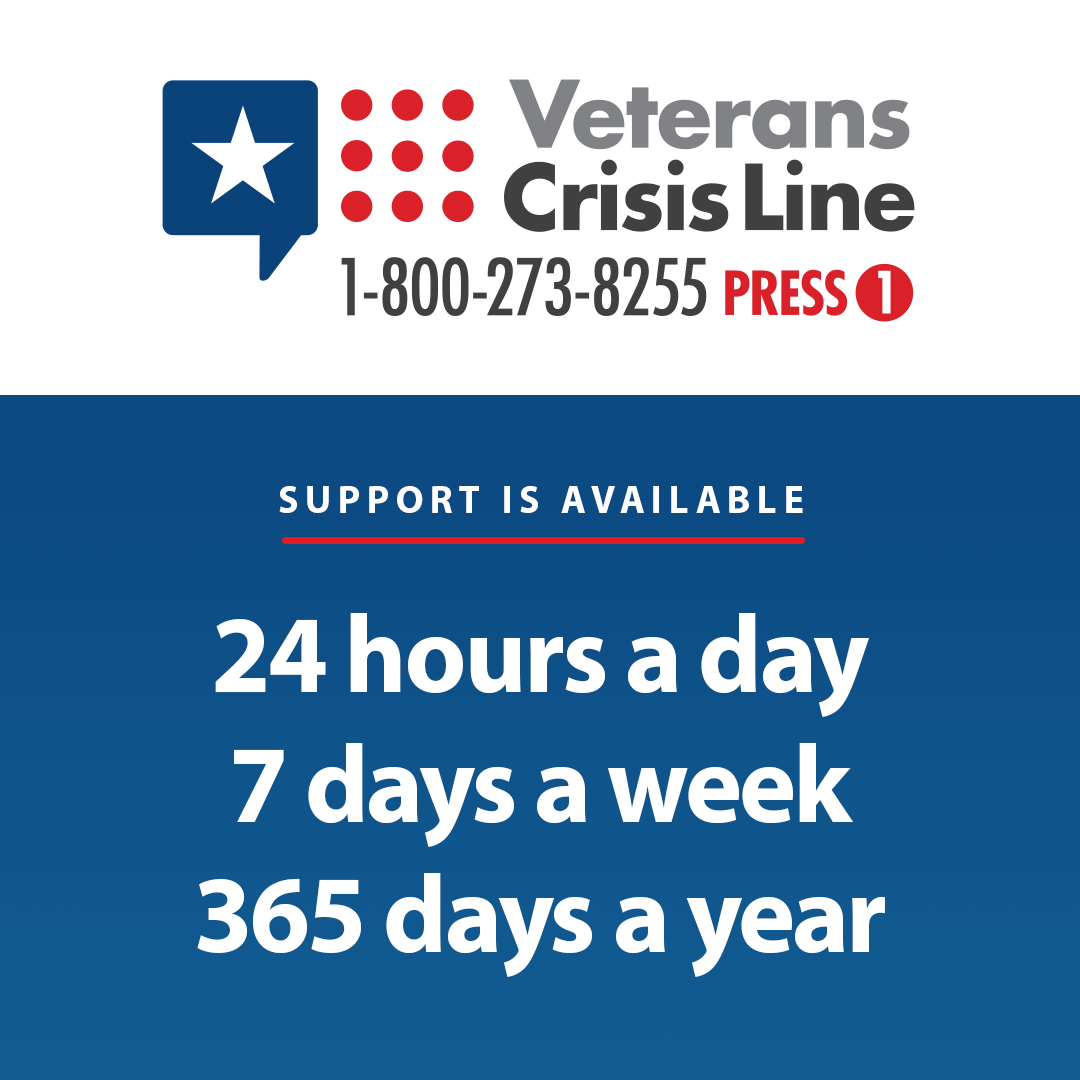 Veterans
Crisis Line
1-800-273-8255 PRESS 1
SUPPORT IS AVAILABLE
24 hours a day
7 days a week
365 days a year